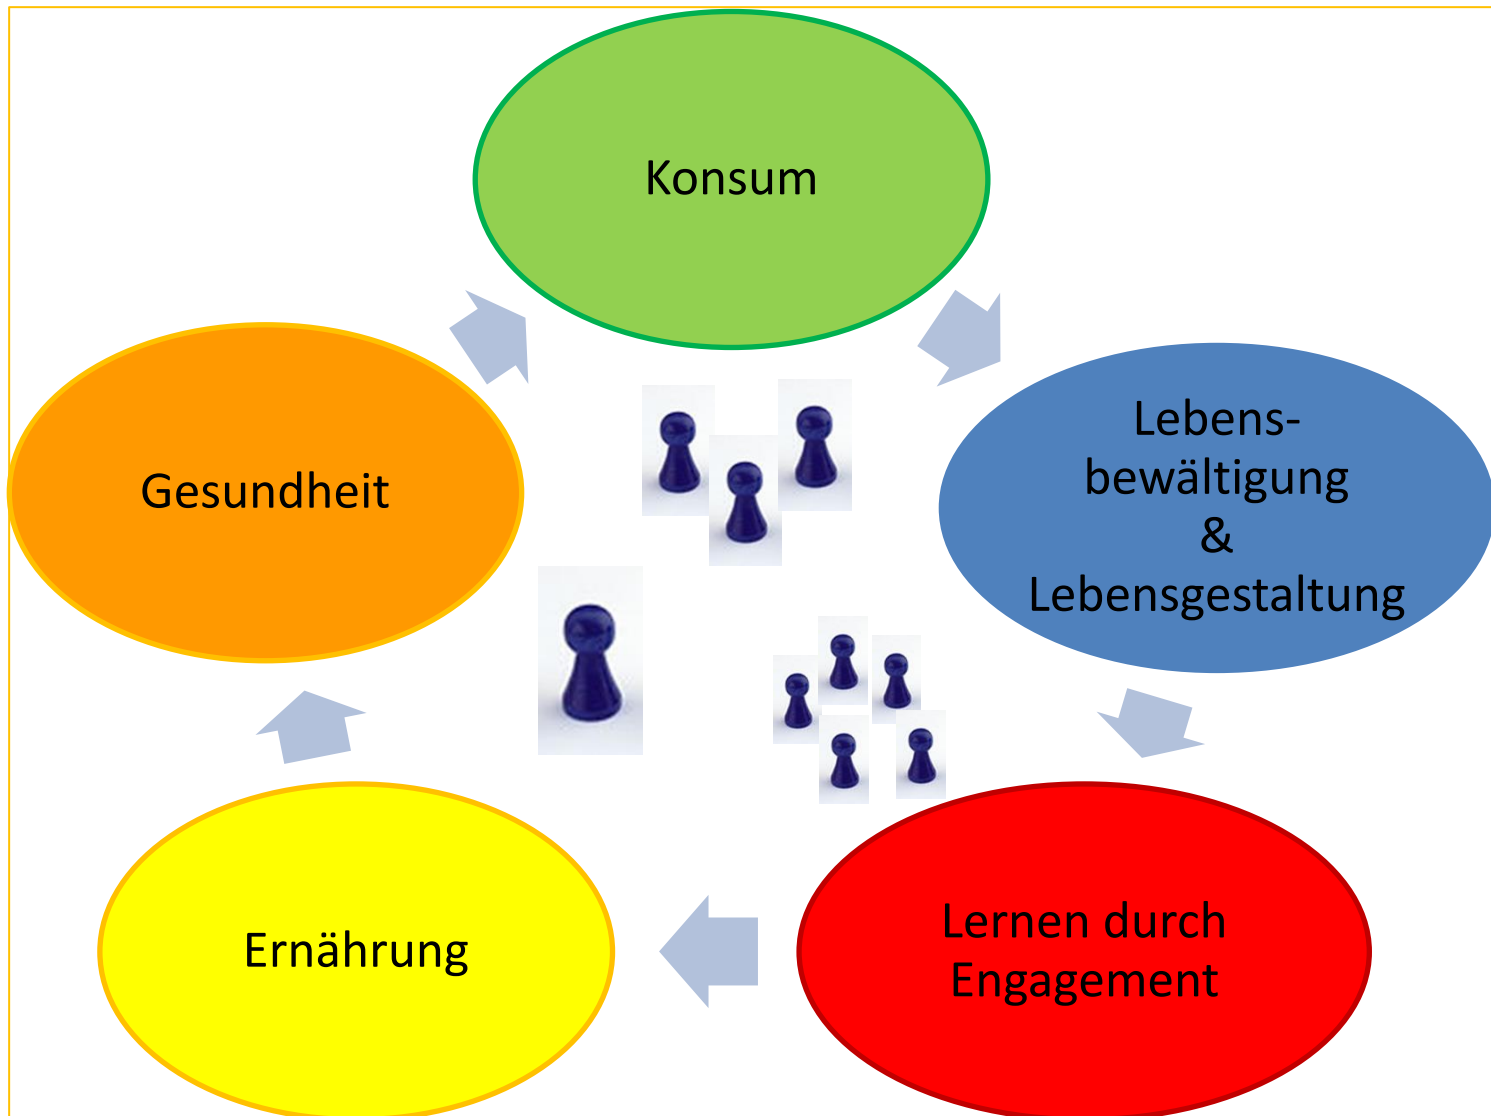 Konsum
Gesundheit
Lebens-
bewältigung
&
Lebensgestaltung
Ernährung
Lernen durch
Engagement